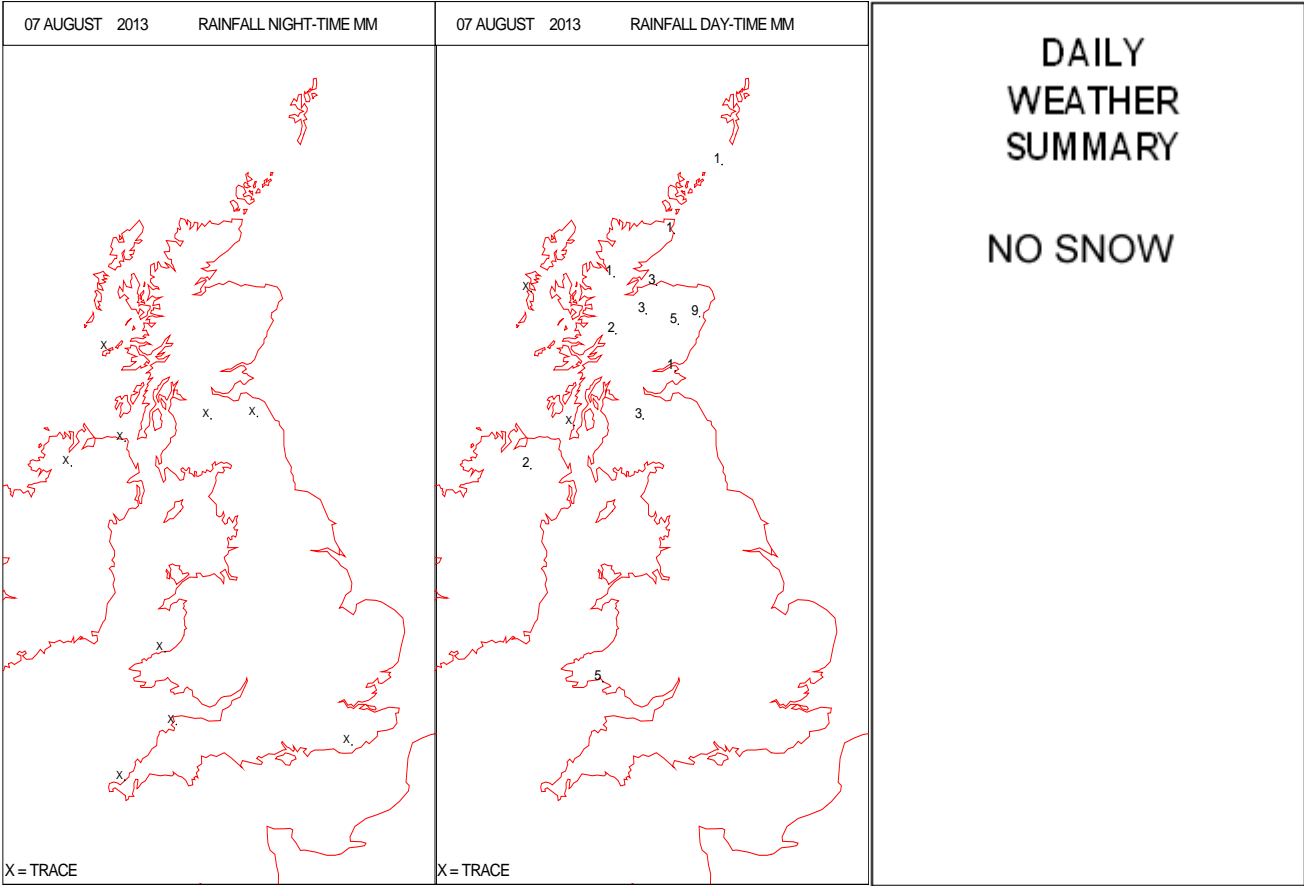 07 AUGUST 2013 RAINFALL NIGHT-TIME MM
X.
X.
X.
X.
X.
X.
X.
X.
X.
X = TRACE
07 AUGUST 2013 RAINFALL DAY-TIME MM
1.
1.
1.
3.
X.
3.
5.
9.
2.
1.
3.
X.
2.
5.
X = TRACE
DAILY
WEATHER
SUMMARY
NO SNOW